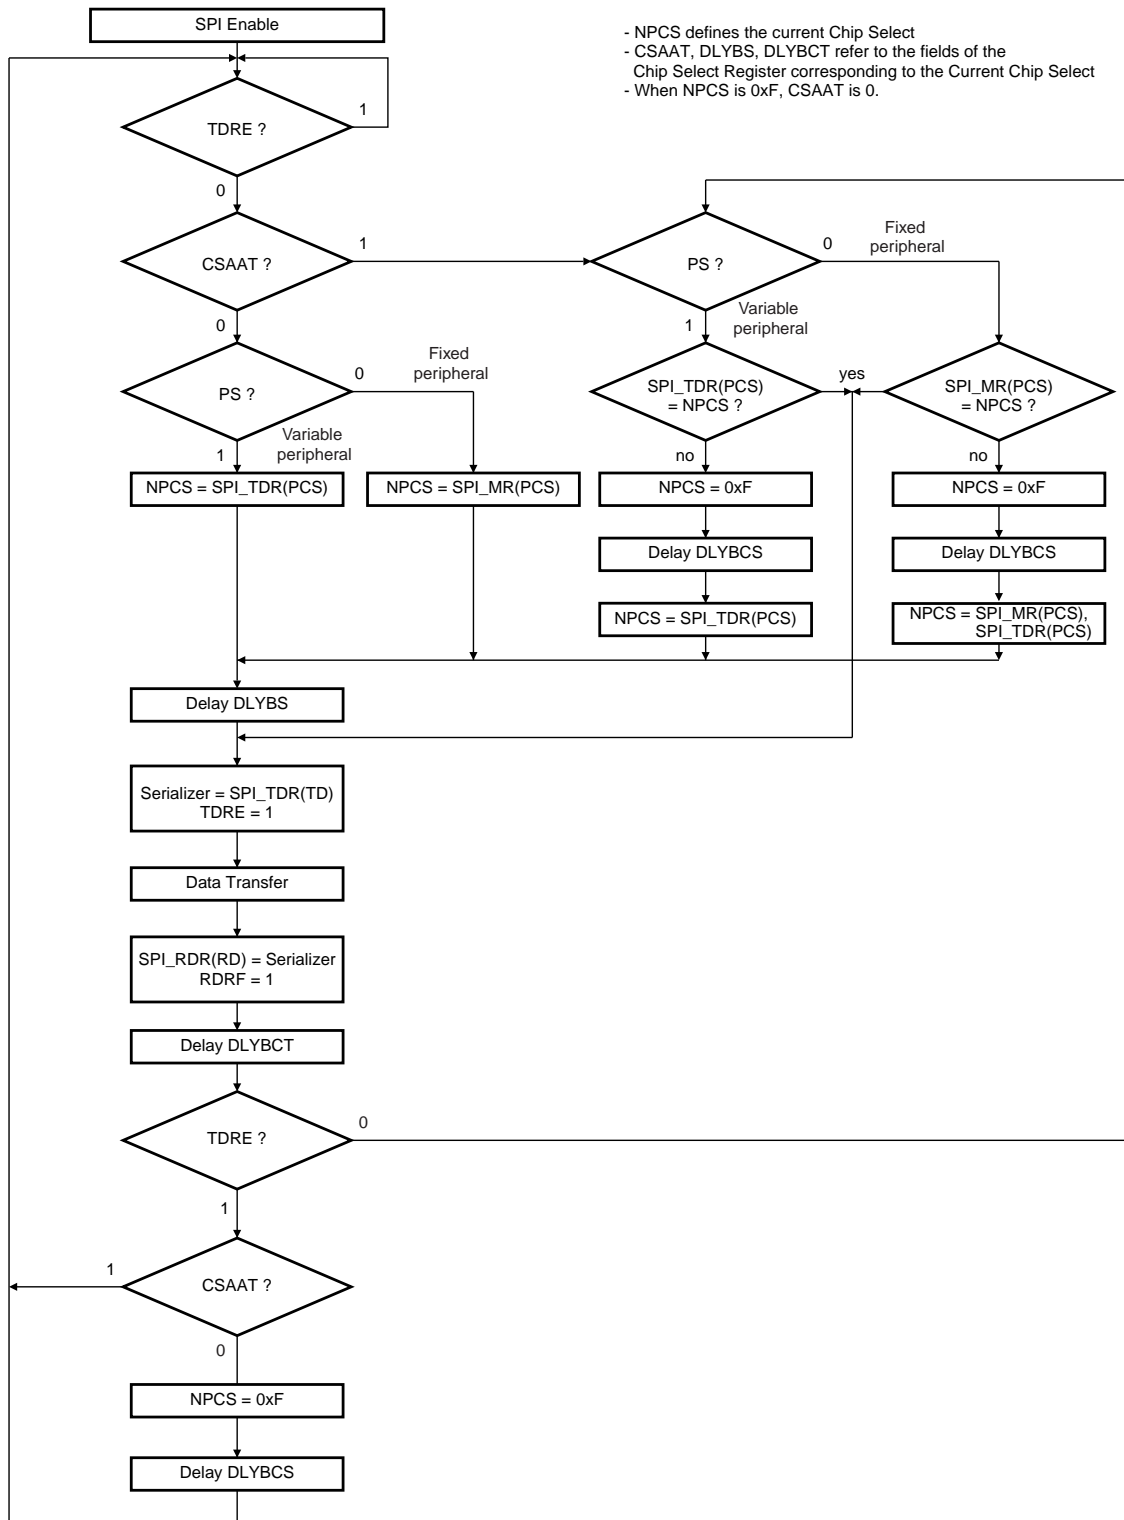 SPI Enable
- NPCS defines the current Chip Select
- CSAAT, DLYBS, DLYBCT refer to the fields of the
Chip Select Register corresponding to the Current Chip Select
- When NPCS is 0xF, CSAAT is 0.
TDRE ?
1
0
CSAAT ?
1
0
PS ?
0
Fixed
peripheral
1
Variable
peripheral
PS ?
0
Fixed
peripheral
1
Variable
peripheral
SPI_TDR(PCS)
= NPCS ?
yes
SPI_MR(PCS)
= NPCS ?
no
no
NPCS = SPI_TDR(PCS)
NPCS = SPI_MR(PCS)
NPCS = 0xF
NPCS = 0xF
Delay DLYBCS
Delay DLYBCS
NPCS = SPI_TDR(PCS)
NPCS = SPI_MR(PCS),
SPI_TDR(PCS)
Delay DLYBS
Serializer = SPI_TDR(TD)
TDRE = 1
Data Transfer
SPI_RDR(RD) = Serializer
RDRF = 1
Delay DLYBCT
TDRE ?
0
1
CSAAT ?
1
0
NPCS = 0xF
Delay DLYBCS